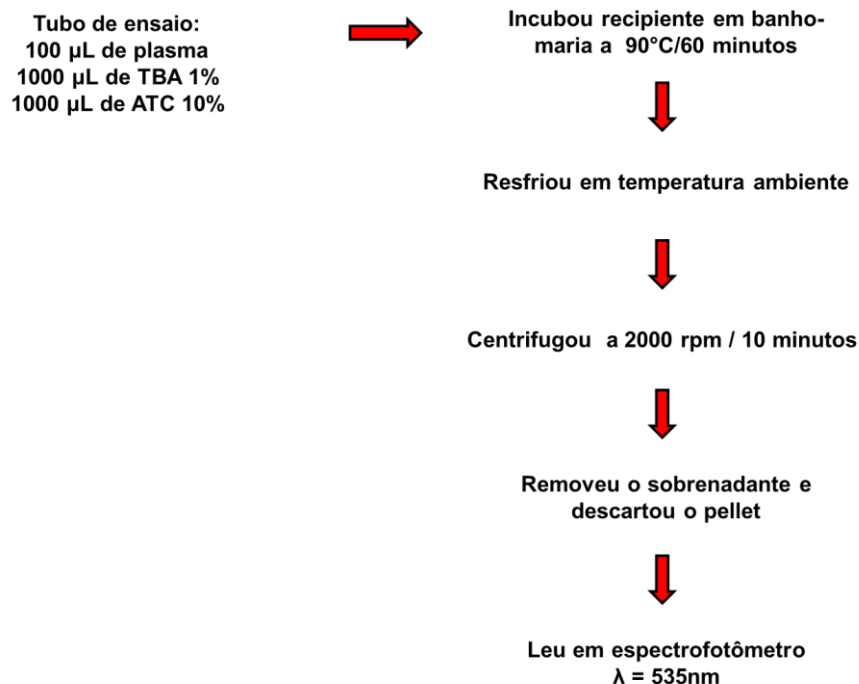 Tubo de ensaio:
100 µL de plasma
1000 µL de TBA 1%
1000 µL de ATC 10%
Incubou recipiente em banho-
maria a 90°C/60 minutos
Resfriou em temperatura ambiente
Centrifugou a 2000 rpm / 10 minutos
Removeu o sobrenadante e
descartou o pellet
Leu em espectrofotômetro
λ = 535nm